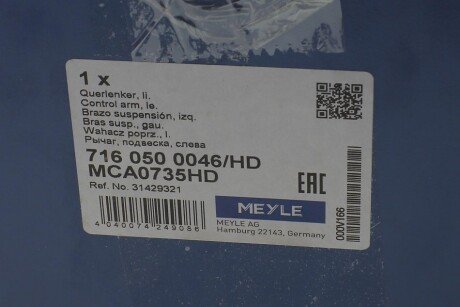 1 x
Querlenker, li.
Control arm, le.
Brazo suspensión, izq.
Bras susp., gau.
Wahacz poprz., l.
Рычаг, подвеска, слева
716 050 0046/HD
MCA0735HD
Ref. No. 31429321
EAC
MEYLE
4 040074 249086
MEYLE AG
Hamburg 22143, Germany
000V166